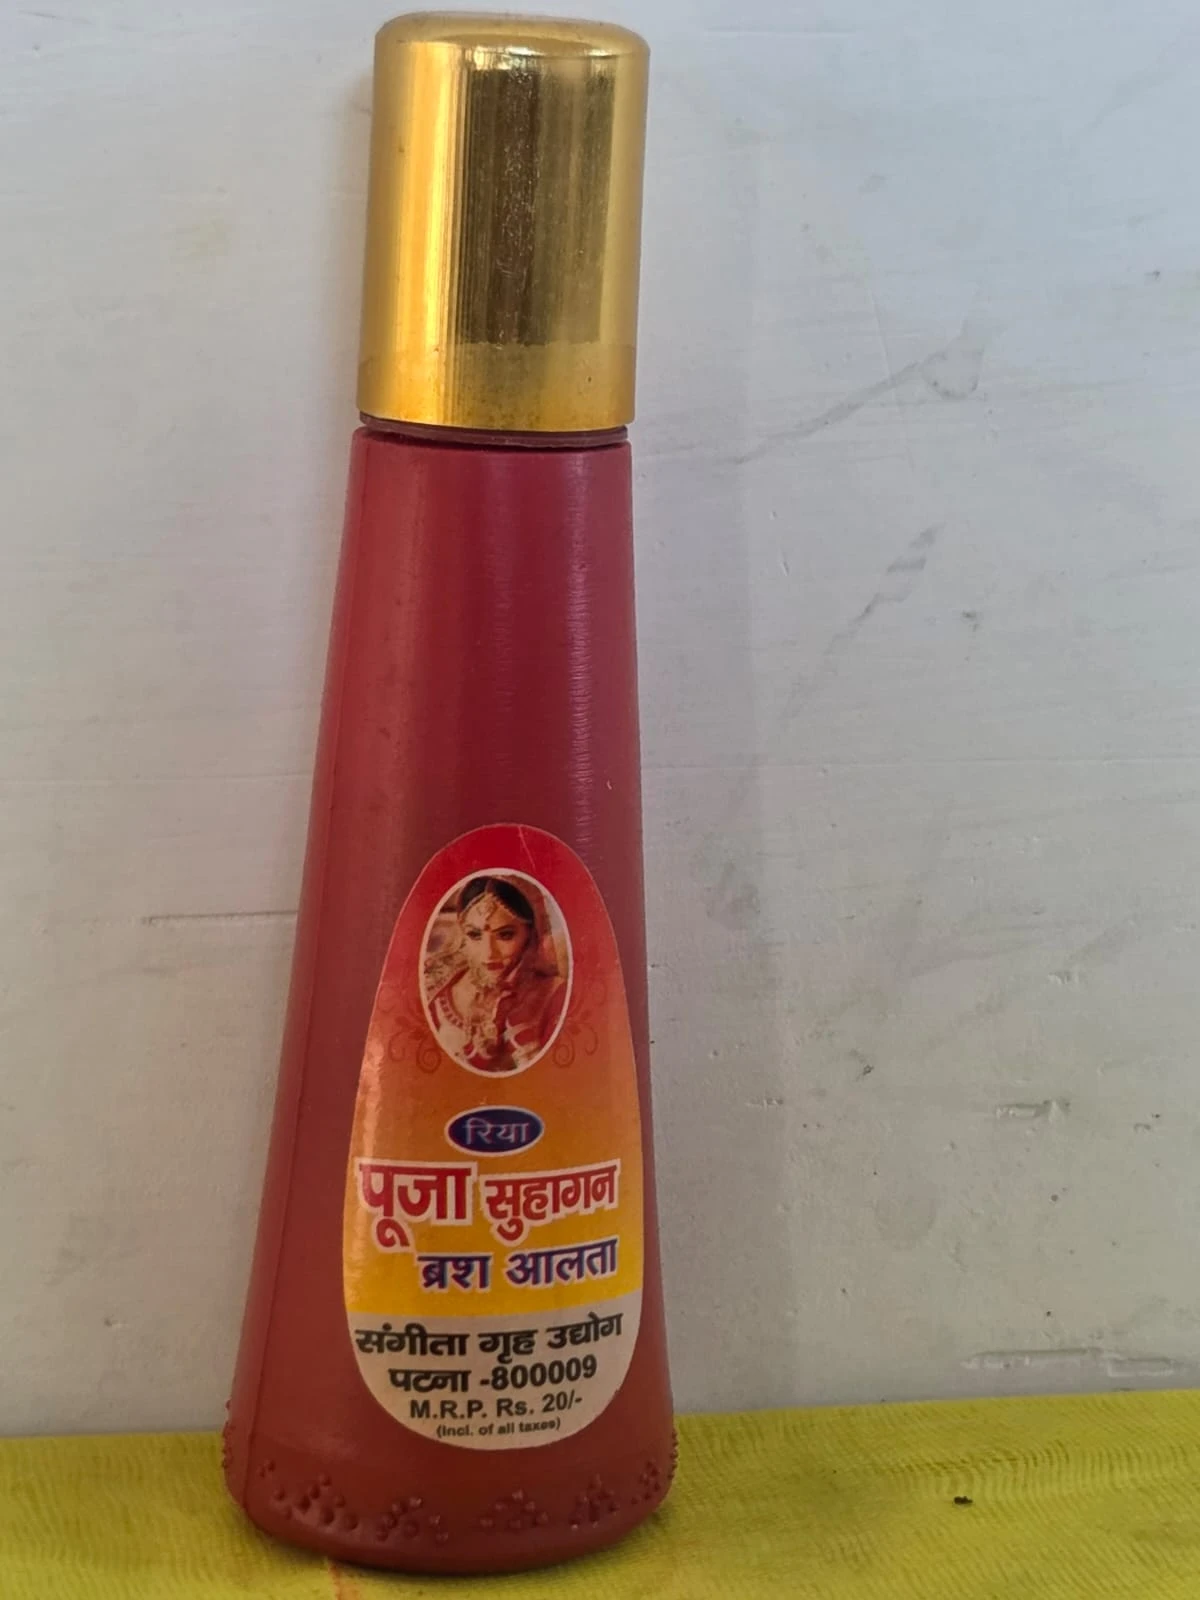 रिया
पूजा सुहागन
ब्रश आलता
संगीता गृह उद्योग
पटना -800009
M.R.P. Rs. 20/-
(Incl. of all taxes)